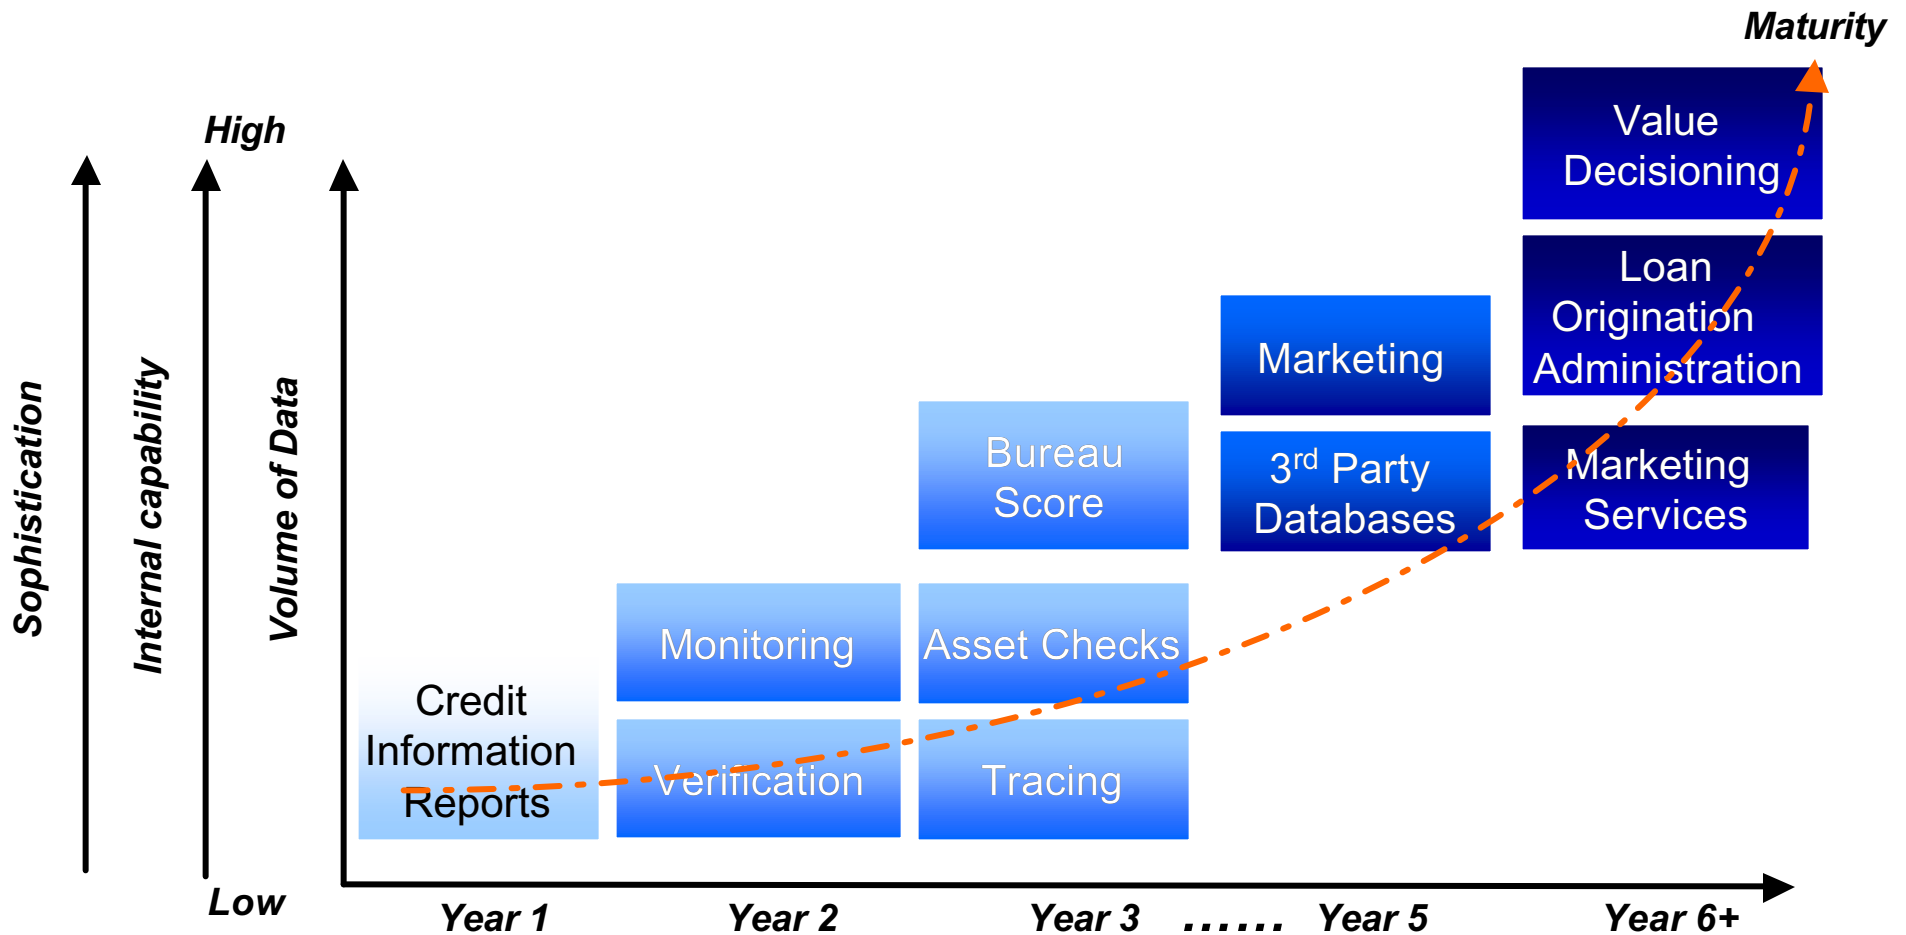 Maturity
High
Value
Decisioning
Loan
Origination
Administration
Marketing
Services
Marketing
3rd Party
Databases
Bureau
Score
Asset Checks
Tracing
Monitoring
Verification
Credit
Information
Reports
Sophistication
Internal capability
Volume of Data
Low
Year 1
Year 2
Year 3 ...... Year 5
Year 6+